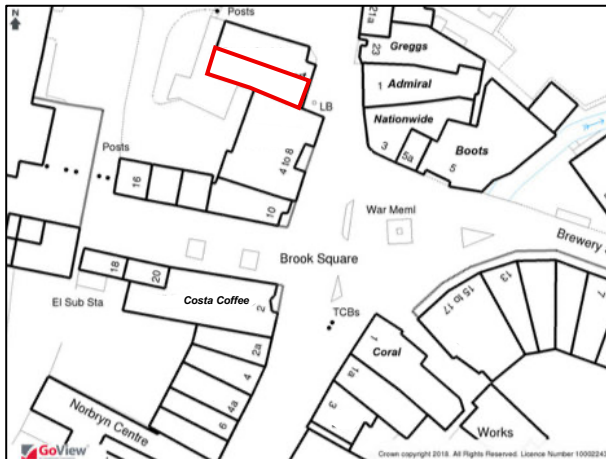 N
Posts
21a
Greggs
23
1
Admiral
LB
Nationwide
3
5a
Boots
5
Posts
4 to 8
16
10
War Meml
Brewery
Brook Square
18
20
El Sub Sta
Costa Coffee
2
TCBs
15 to 17
13
7
2a
1
Coral
1a
4
4a
3
6
Norbryn Centre
Works
GoView
Crown copyright 2018. All Rights Reserved. Licence Number 10002243